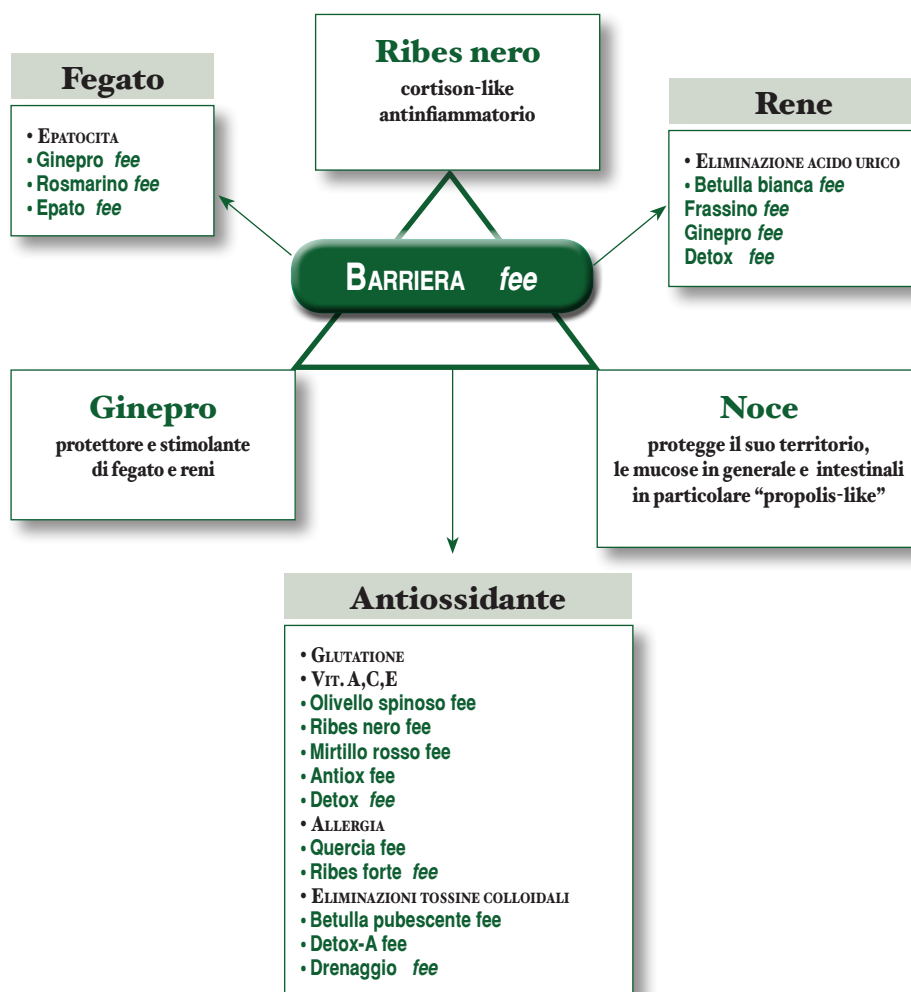 Ribes nero
cortison-like
antinfiammatorio
Fegato
• Epatocita
• Ginepro fee
• Rosmarino fee
• Epato fee
Rene
• Eliminazione acido urico
• Betulla bianca fee
Frassino fee
Ginepro fee
Detox fee
Barriera fee
Ginepro
protettore e stimolante
di fegato e reni
Noce
protegge il suo territorio,
le mucose in generale e intestinali
in particolare “propolis-like”
Antiossidante
• Glutatione
• Vit. A,C,E
• Olivello spinoso fee
• Ribes nero fee
• Mirtillo rosso fee
• Antiox fee
• Detox fee
• Allergia
• Quercia fee
• Ribes forte fee
• Eliminazioni tossine colloidali
• Betulla pubescente fee
• Detox-A fee
• Drenaggio fee